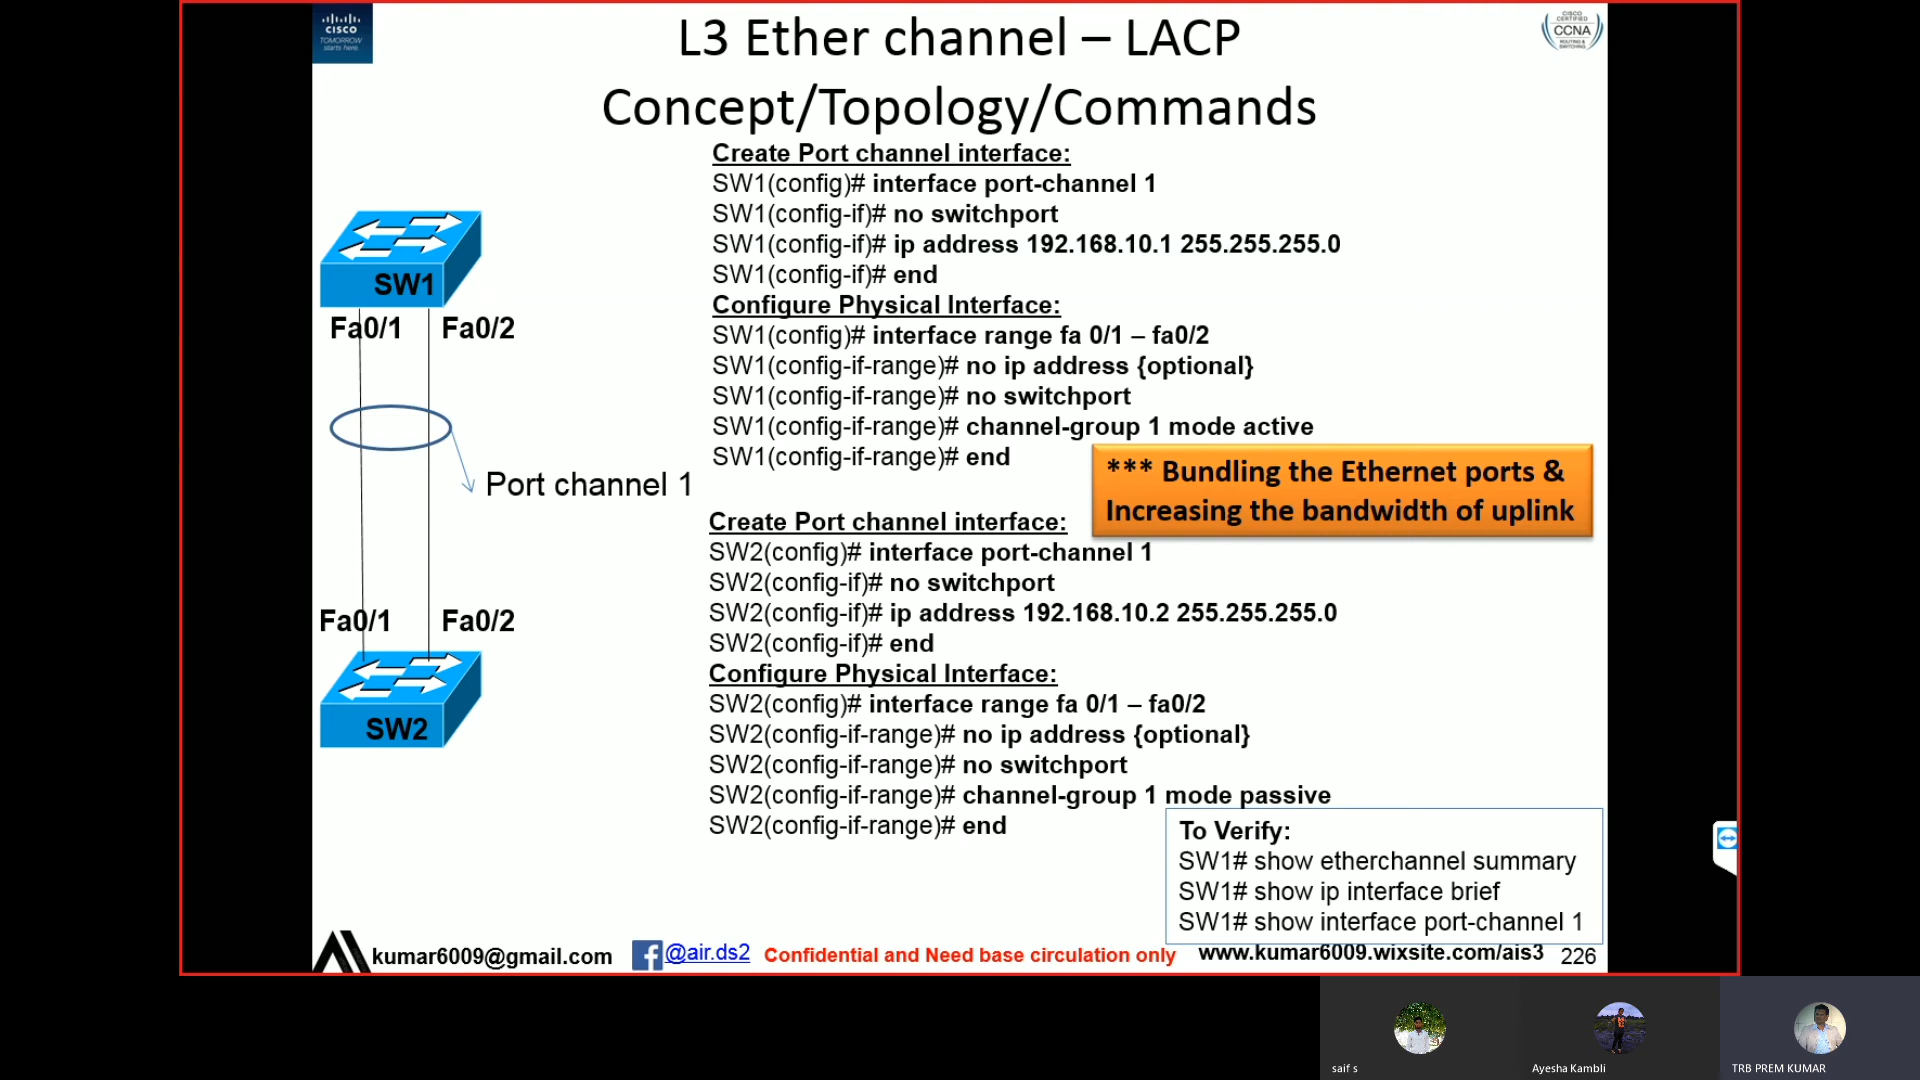 CISCO
TOMORROW
starts here.
CISCO
CERTIFIED
CCNA
ROUTING &
SWITCHING
L3 Ether channel – LACP
Concept/Topology/Commands
Create Port channel interface:
SW1(config)# interface port-channel 1
SW1(config-if)# no switchport
SW1(config-if)# ip address 192.168.10.1 255.255.255.0
SW1(config-if)# end
Configure Physical Interface:
SW1(config)# interface range fa 0/1 – fa0/2
SW1(config-if-range)# no ip address {optional}
SW1(config-if-range)# no switchport
SW1(config-if-range)# channel-group 1 mode active
SW1(config-if-range)# end
SW1
Fa0/1 Fa0/2
Port channel 1
Fa0/1 Fa0/2
SW2
*** Bundling the Ethernet ports &
Increasing the bandwidth of uplink
Create Port channel interface:
SW2(config)# interface port-channel 1
SW2(config-if)# no switchport
SW2(config-if)# ip address 192.168.10.2 255.255.255.0
SW2(config-if)# end
Configure Physical Interface:
SW2(config)# interface range fa 0/1 – fa0/2
SW2(config-if-range)# no ip address {optional}
SW2(config-if-range)# no switchport
SW2(config-if-range)# channel-group 1 mode passive
SW2(config-if-range)# end
To Verify:
SW1# show etherchannel summary
SW1# show ip interface brief
SW1# show interface port-channel 1
kumar6009@gmail.com @air.ds2 Confidential and Need base circulation only www.kumar6009.wixsite.com/ais3 226
saif s Ayesha Kambli TRB PREM KUMAR